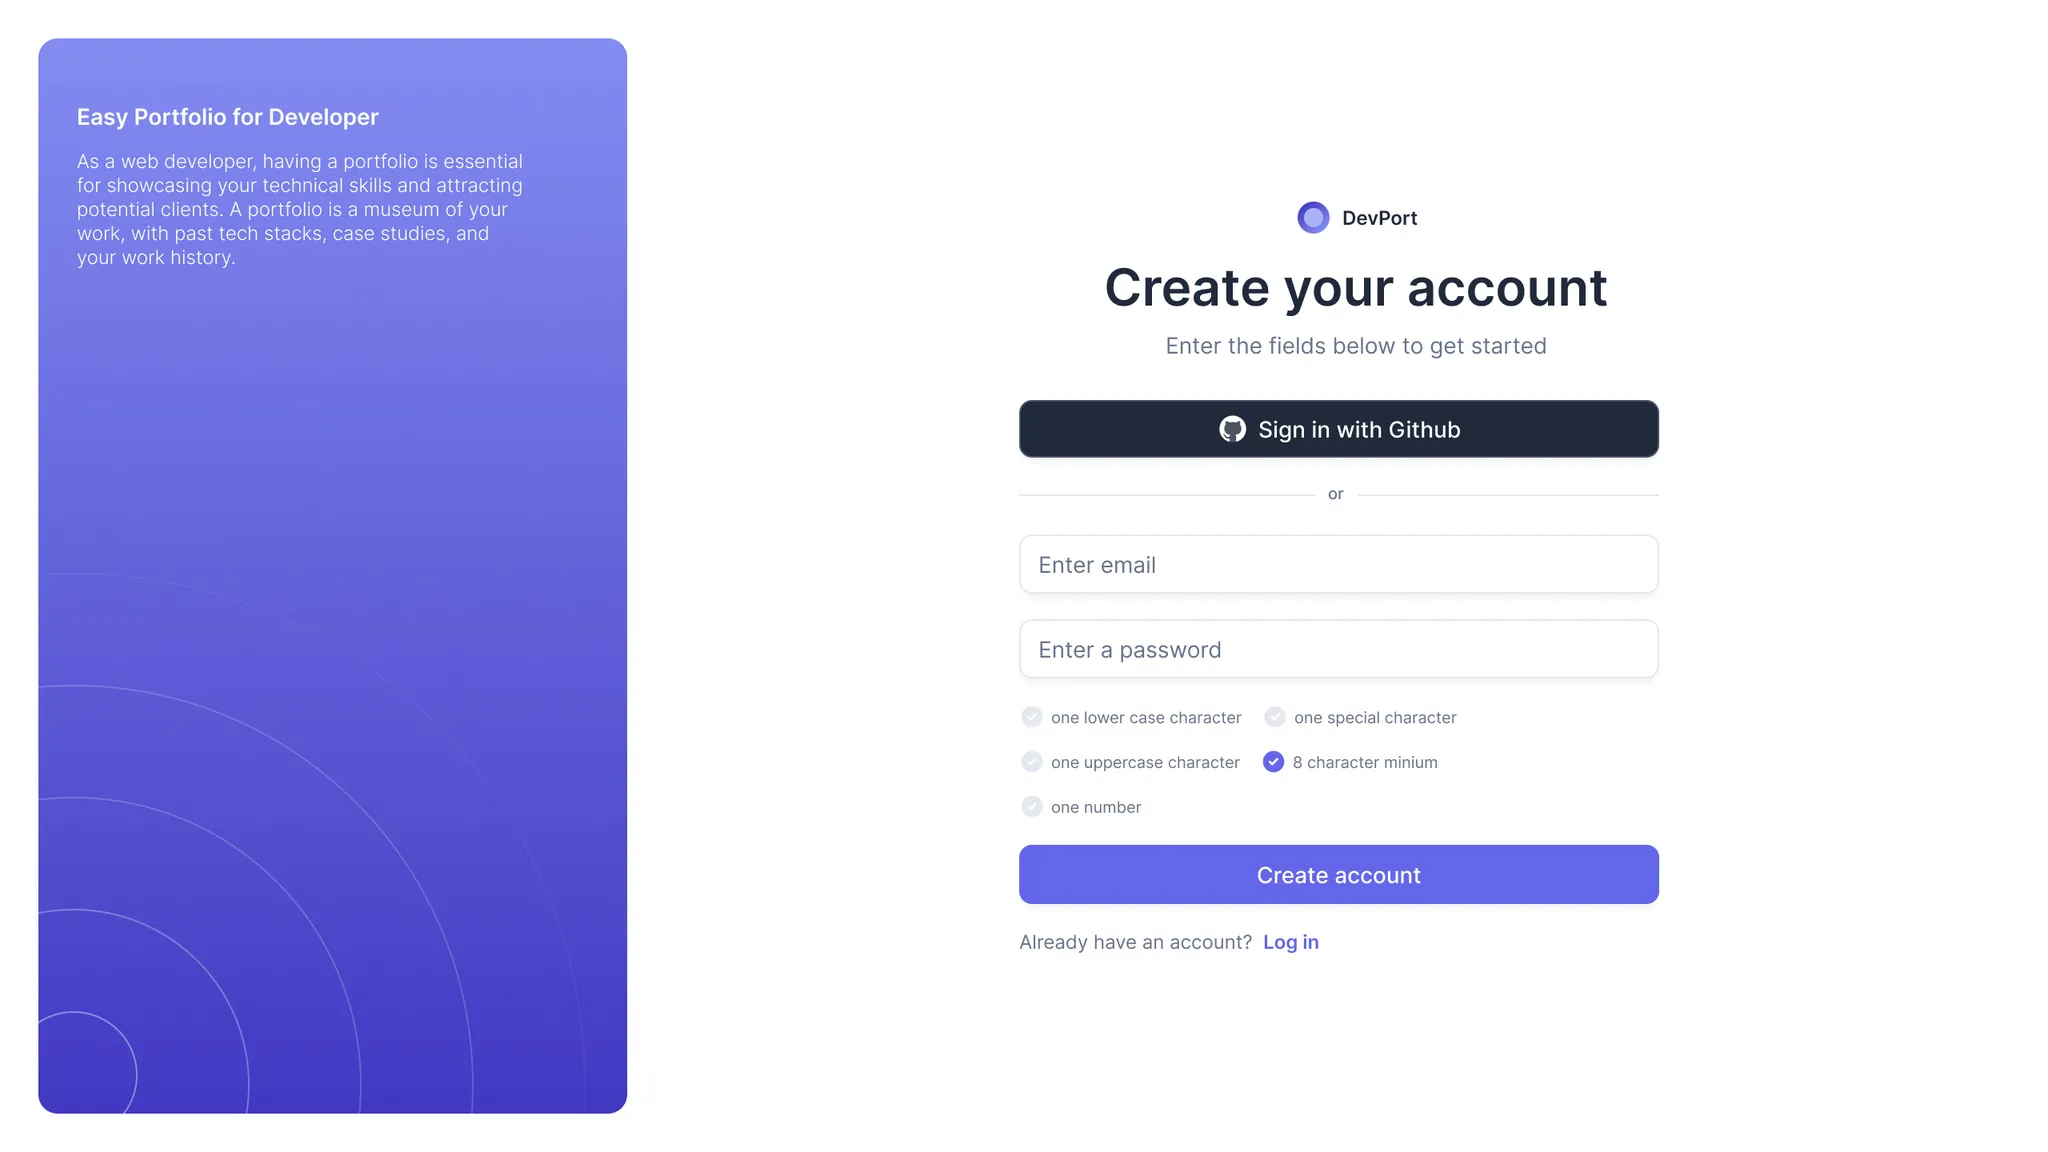 Easy Portfolio for Developer
As a web developer, having a portfolio is essential
for showcasing your technical skills and attracting
potential clients. A portfolio is a museum of your
work, with past tech stacks, case studies, and
your work history.
DevPort
Create your account
Enter the fields below to get started
Sign in with Github
or
Enter email
Enter a password
one lower case character
one special character
one uppercase character
8 character minium
one number
Create account
Already have an account? Log in